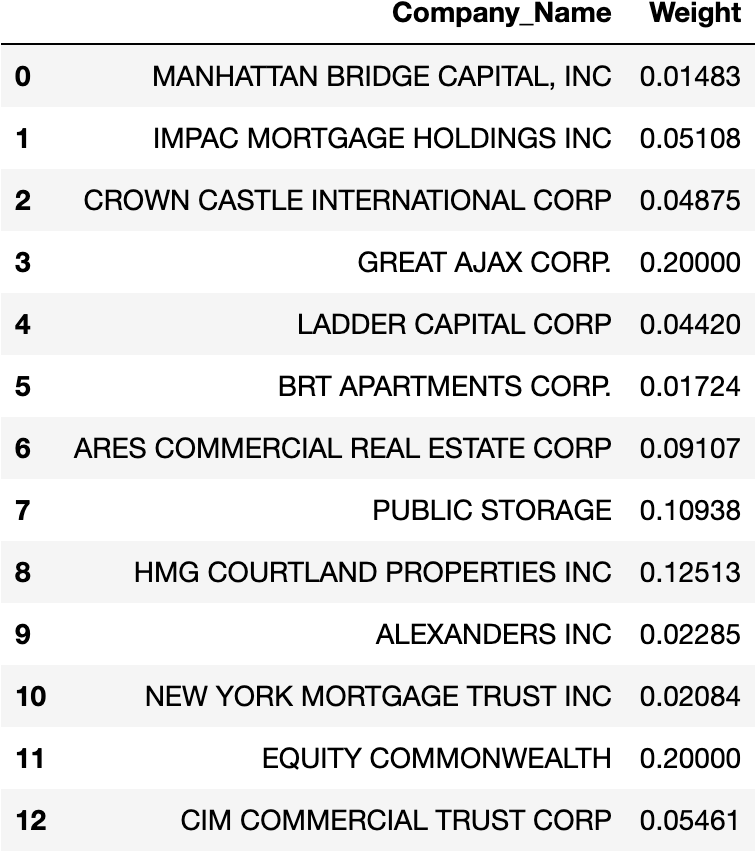 Company_Name Weight
0 MANHATTAN BRIDGE CAPITAL, INC 0.01483
1 IMPAC MORTGAGE HOLDINGS INC 0.05108
2 CROWN CASTLE INTERNATIONAL CORP 0.04875
3 GREAT AJAX CORP. 0.20000
4 LADDER CAPITAL CORP 0.04420
5 BRT APARTMENTS CORP. 0.01724
6 ARES COMMERCIAL REAL ESTATE CORP 0.09107
7 PUBLIC STORAGE 0.10938
8 HMG COURTLAND PROPERTIES INC 0.12513
9 ALEXANDERS INC 0.02285
10 NEW YORK MORTGAGE TRUST INC 0.02084
11 EQUITY COMMONWEALTH 0.20000
12 CIM COMMERCIAL TRUST CORP 0.05461